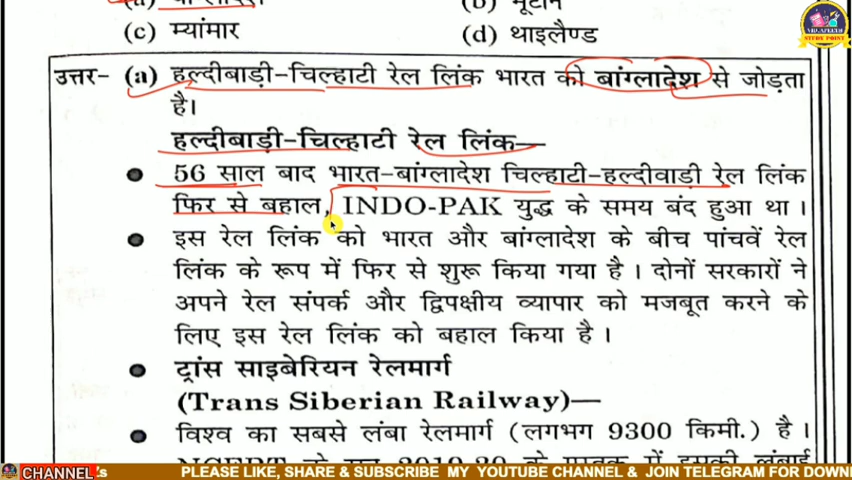 (c) म्यांमार (d) थाइलैण्ड
उत्तर- (a) हल्दीबाड़ी-चिल्हाटी रेल लिंक भारत को बांग्लादेश से जोड़ता
है।
हल्दीबाड़ी-चिल्हाटी रेल लिंक–
● 56 साल बाद भारत-बांग्लादेश चिल्हाटी-हल्दीवाड़ी रेल लिंक
फिर से बहाल, INDO-PAK युद्ध के समय बंद हुआ था।
● इस रेल लिंक को भारत और बांग्लादेश के बीच पांचवें रेल
लिंक के रूप में फिर से शुरू किया गया है। दोनों सरकारों ने
अपने रेल संपर्क और द्विपक्षीय व्यापार को मजबूत करने के
लिए इस रेल लिंक को बहाल किया है।
● ट्रांस साइबेरियन रेलमार्ग
(Trans Siberian Railway)—
● विश्व का सबसे लंबा रेलमार्ग (लगभग 9300 किमी.) है।
CHANNEL 's PLEASE LIKE, SHARE & SUBSCRIBE MY YOUTUBE CHANNEL & JOIN TELEGRAM FOR DOWN